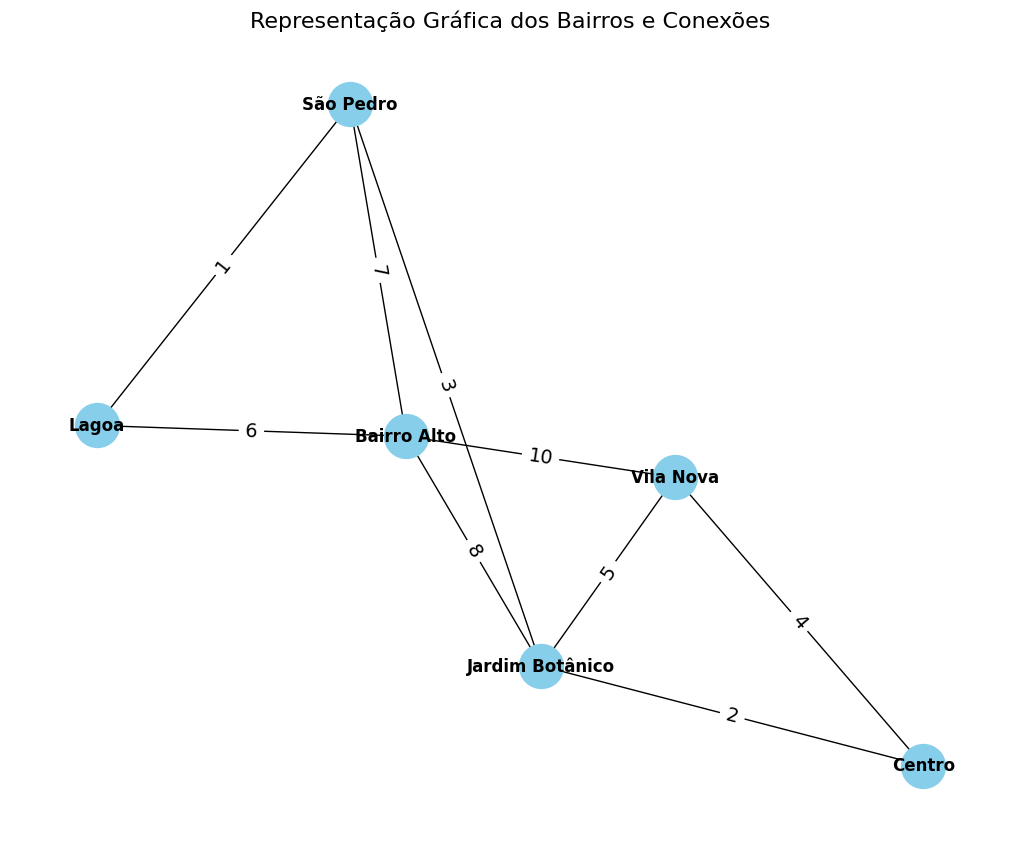 Representação Gráfica dos Bairros e Conexões
São Pedro
1
7
3
Lagoa
6
Bairro Alto
10
Vila Nova
8
5
4
Jardim Botânico
2
Centro